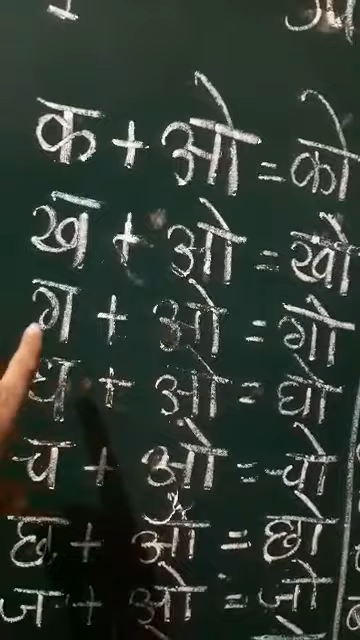 क + ओ = को
ख + ओ = खो
ग + ओ = गो
घ + ओ = घो
च + ओ = चो
छ + ओ = छो
ज + ओ = जो